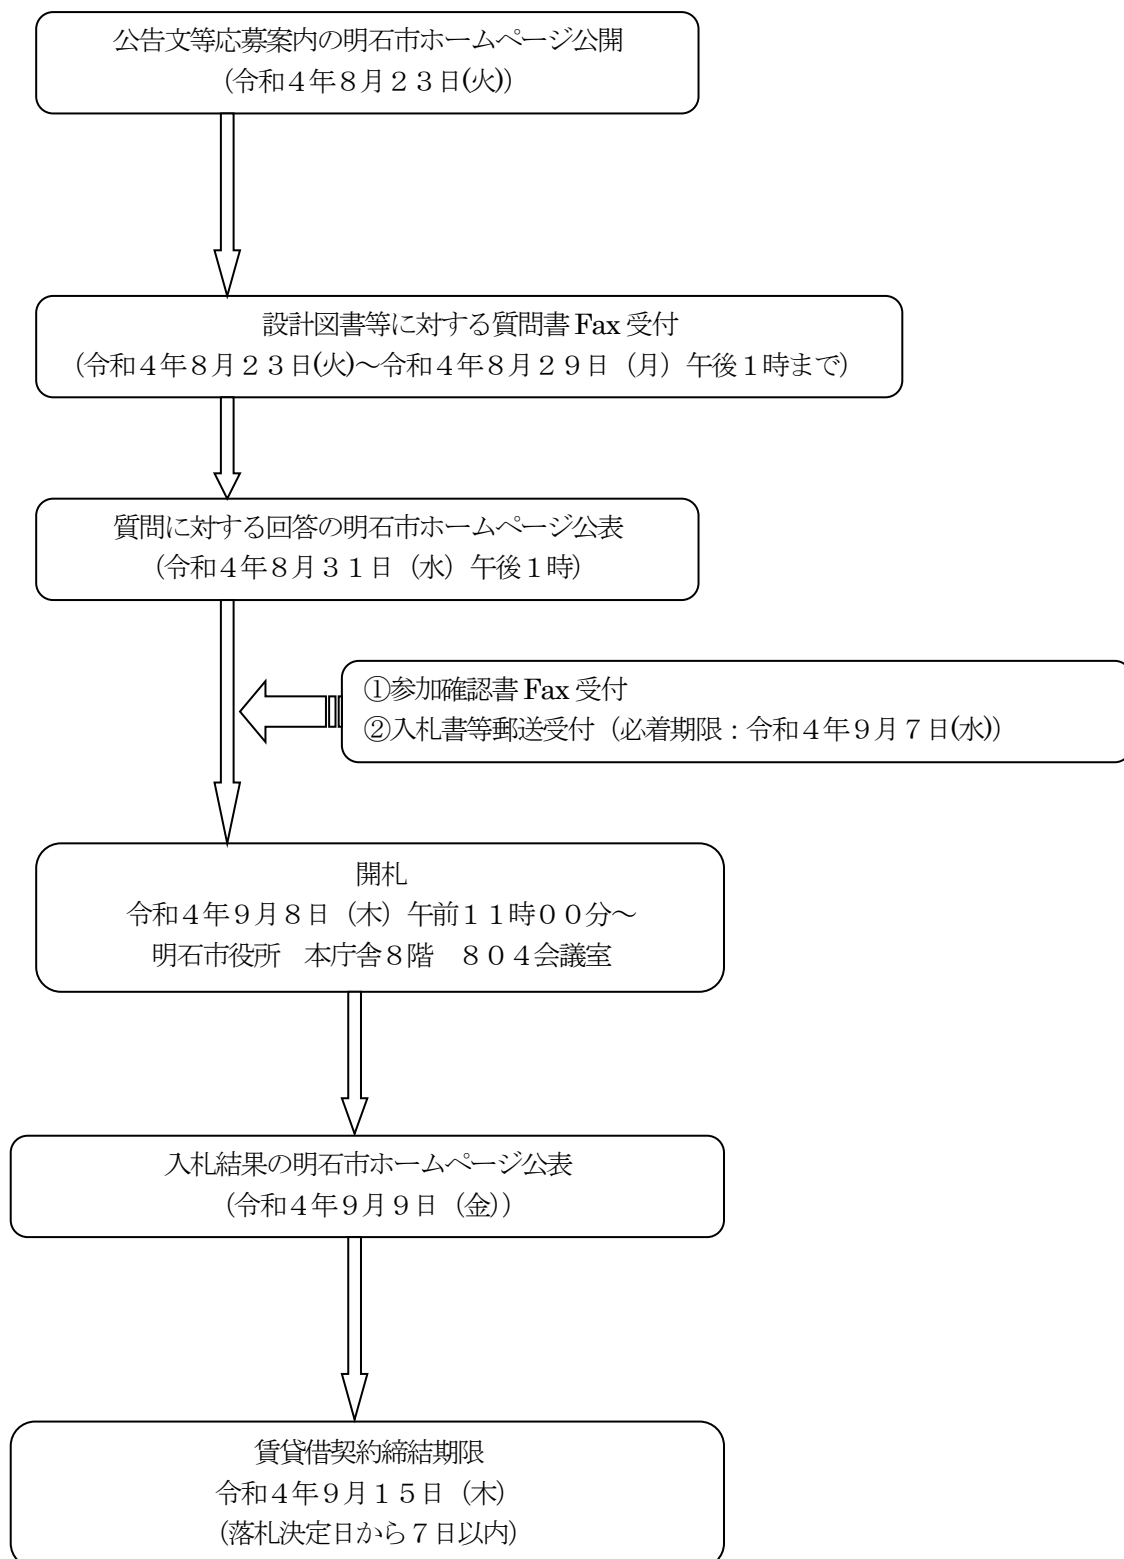 公告文等応募案内の明石市ホームページ公開
（令和４年８月２３日(火)）
設計図書等に対する質問書 Fax 受付
（令和４年８月２３日(火)～令和４年８月２９日（月）午後１時まで）
質問に対する回答の明石市ホームページ公表
（令和４年８月３１日（水）午後１時）
①参加確認書 Fax 受付
②入札書等郵送受付（必着期限：令和４年９月７日(水)）
開札
令和４年９月８日（木）午前１１時００分～
明石市役所　本庁舎８階　８０４会議室
入札結果の明石市ホームページ公表
（令和４年９月９日（金））
賃貸借契約締結期限
令和４年９月１５日（木）
（落札決定日から７日以内）